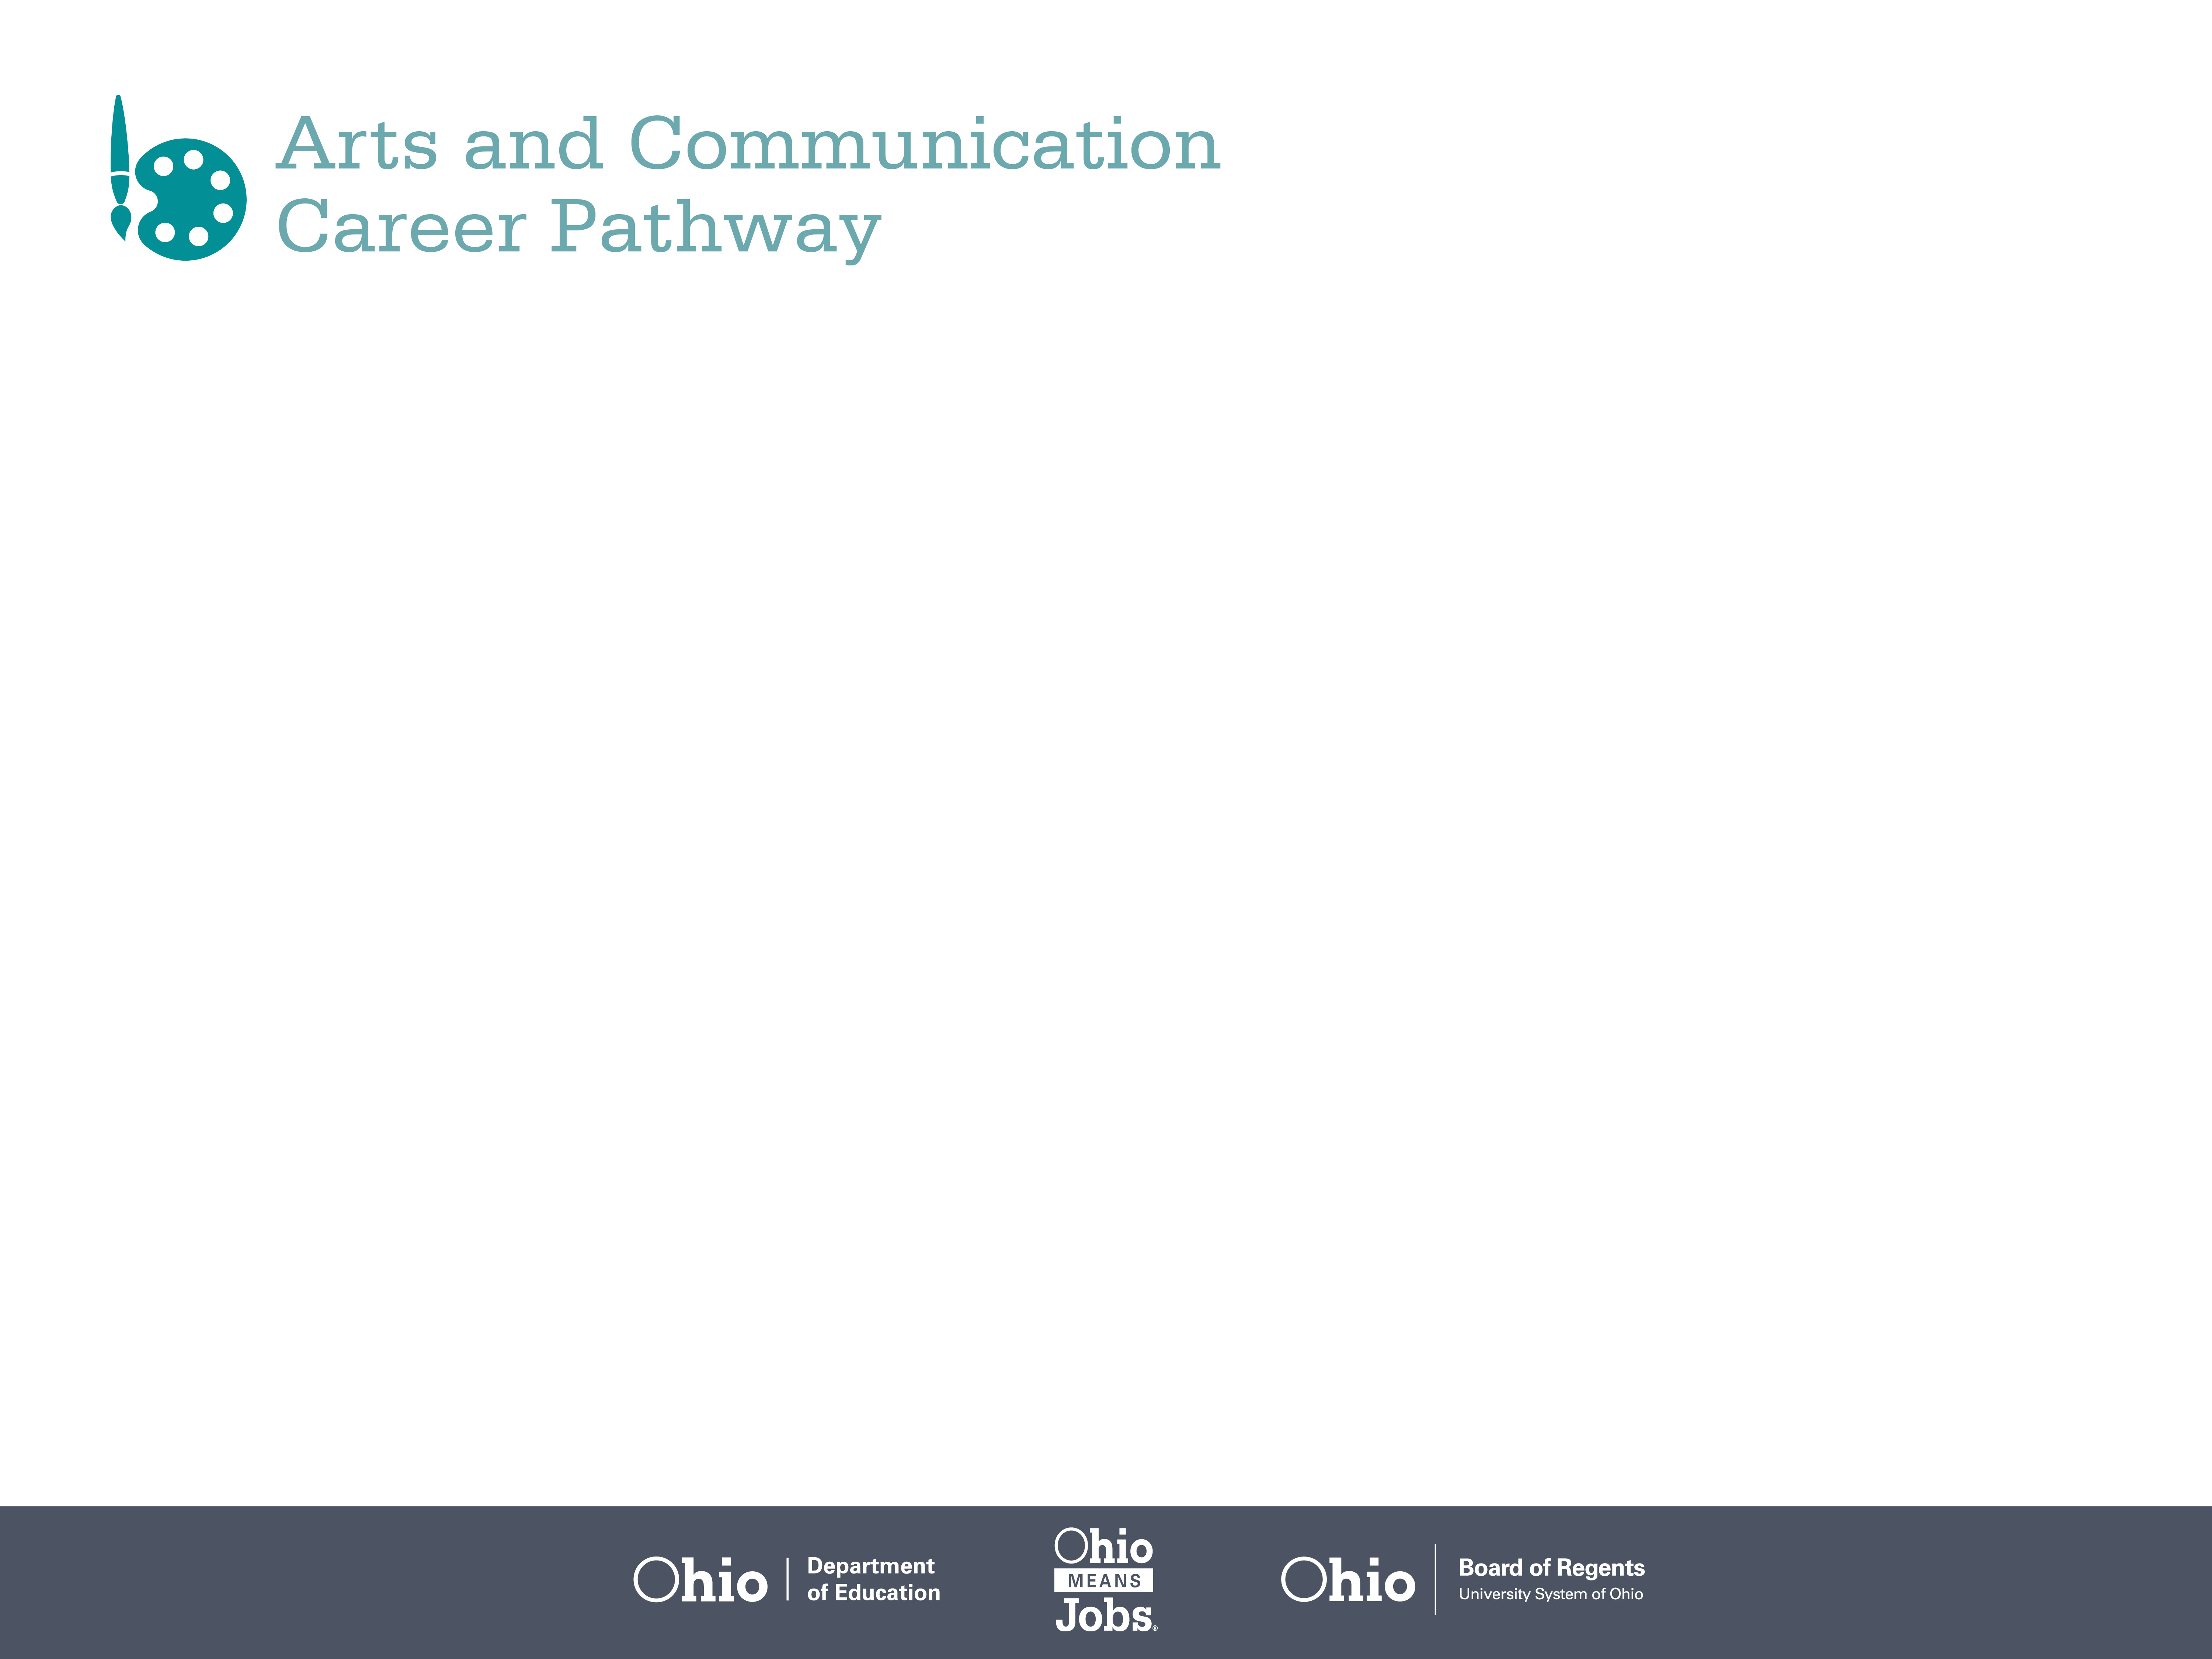 Arts and Communication
Career Pathway
Ohio
Department
of Education
Ohio
MEANS
Jobs®
Ohio
Board of Regents
University System of Ohio